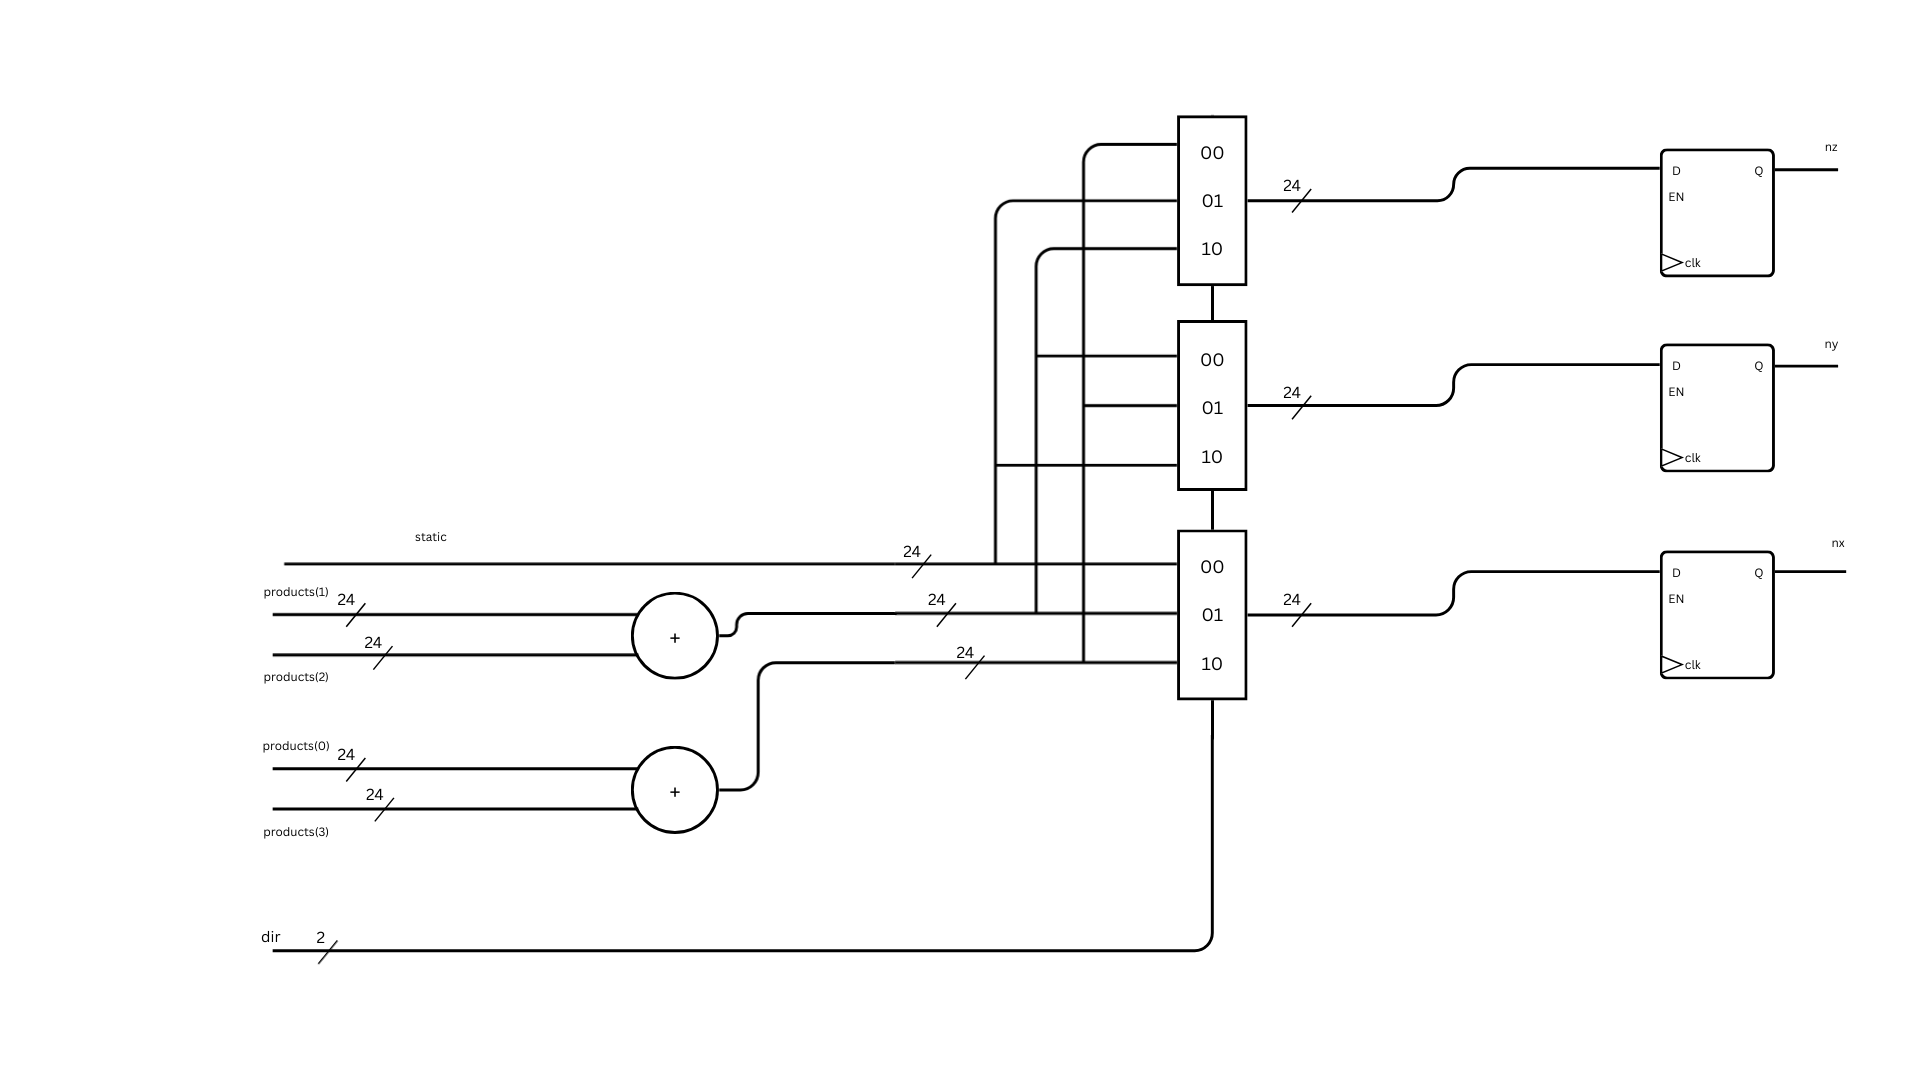 nz
00
01
10
24
D
Q
EN
clk
ny
00
01
10
24
D
Q
EN
clk
nx
static
24
00
01
10
24
D
Q
EN
clk
products(1)
24
24
24
products(2)
+
24
products(0)
24
24
products(3)
+
dir
2